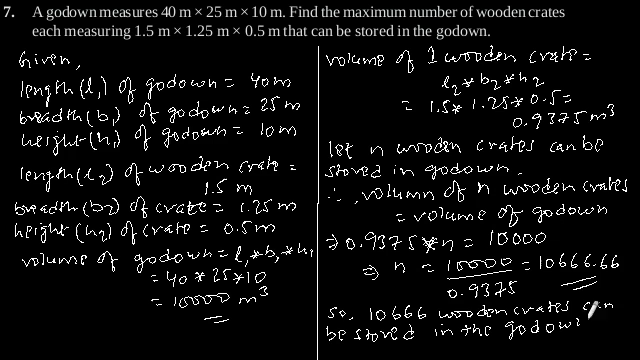 7. A godown measures 40 m × 25 m × 10 m. Find the maximum number of wooden crates
each measuring 1.5 m × 1.25 m × 0.5 m that can be stored in the godown.
Given,
length(l₁) of godown = 40m
breadth(b₁) of godown = 25 m
height(h₁) of godown = 10m
length(l₂) of wooden crate =
1.5 m
breadth(b2) of crate = 1.25 m
height(h2) of crate = 0.5m
volume of godown = l₁*b₁*h₁
= 40 * 25 * 10
= 10000 m³
volume of 1 wooden crate =
l₂*b₂*h₂
= 1.5* 1.25*0.5=
0.9375 m³
let n wooden crates can be
stored in godown.
∴ volumn of n wooden crates
= volume of godown
⇒ 0.9375*n = 10000
⇒ n = 10000/0.9375 = 10666.66
so, 10666 wooden crates can
be stored in the godown